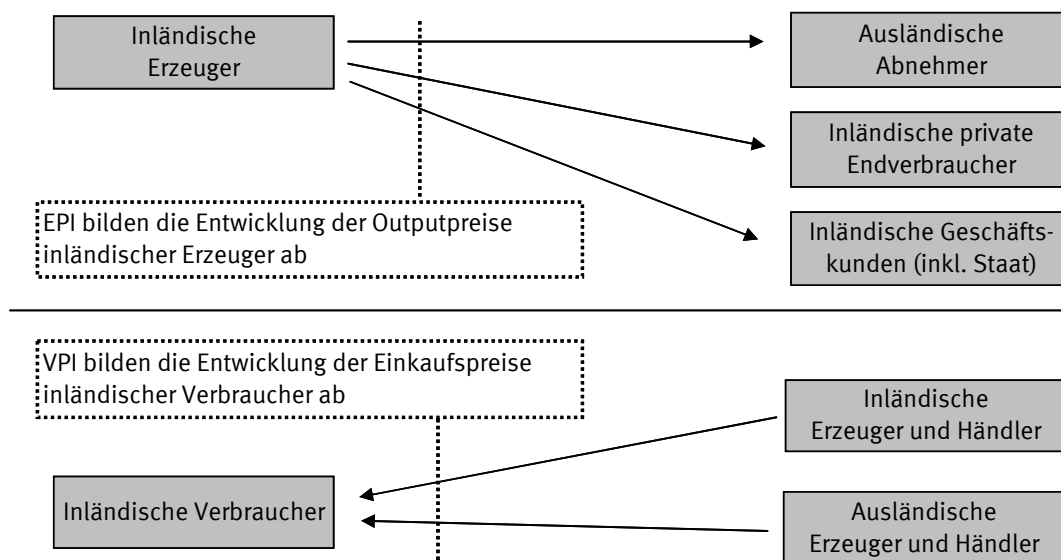 Inländische
Erzeuger
Ausländische
Abnehmer
Inländische private
Endverbraucher
EPI bilden die Entwicklung der Outputpreise
inländischer Erzeuger ab
Inländische Geschäfts-
kunden (inkl. Staat)
VPI bilden die Entwicklung der Einkaufspreise
inländischer Verbraucher ab
Inländische
Erzeuger und Händler
Inländische Verbraucher
Ausländische
Erzeuger und Händler